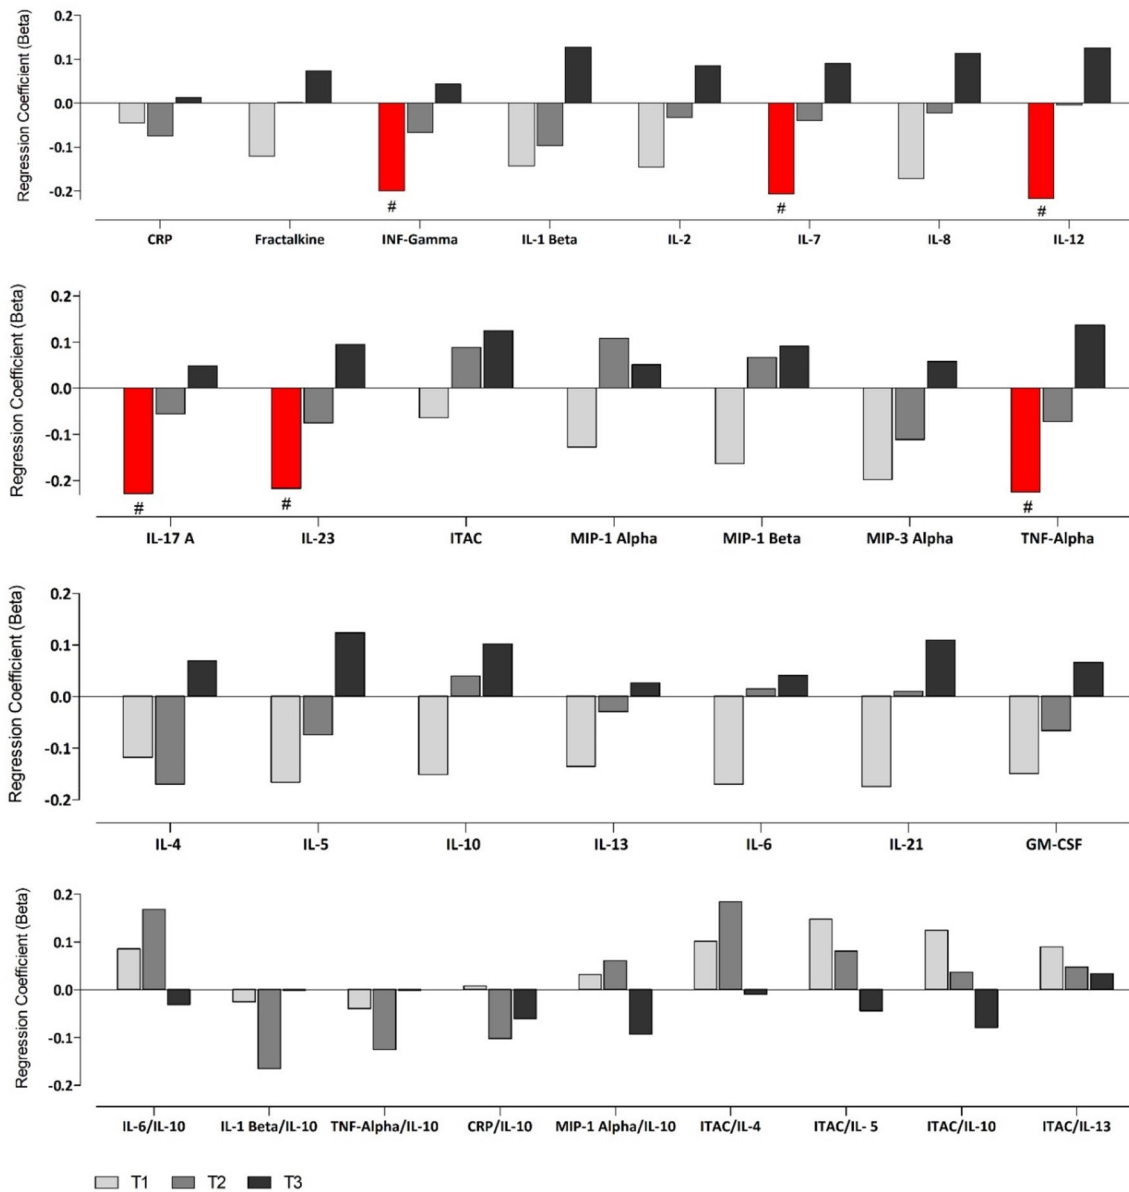 Regression Coefficient (Beta)
0.2
0.1
0.0
-0.1
-0.2
# # #
CRP Fractalkine INF-Gamma IL-1 Beta IL-2 IL-7 IL-8 IL-12
Regression Coefficient (Beta)
0.2
0.1
0.0
-0.1
-0.2
# # #
IL-17 A IL-23 ITAC MIP-1 Alpha MIP-1 Beta MIP-3 Alpha TNF-Alpha
Regression Coefficient (Beta)
0.2
0.1
0.0
-0.1
-0.2
IL-4 IL-5 IL-10 IL-13 IL-6 IL-21 GM-CSF
Regression Coefficient (Beta)
0.2
0.1
0.0
-0.1
-0.2
IL-6/IL-10 IL-1 Beta/IL-10 TNF-Alpha/IL-10 CRP/IL-10 MIP-1 Alpha/IL-10 ITAC/IL-4 ITAC/IL- 5 ITAC/IL-10 ITAC/IL-13
T1 T2 T3